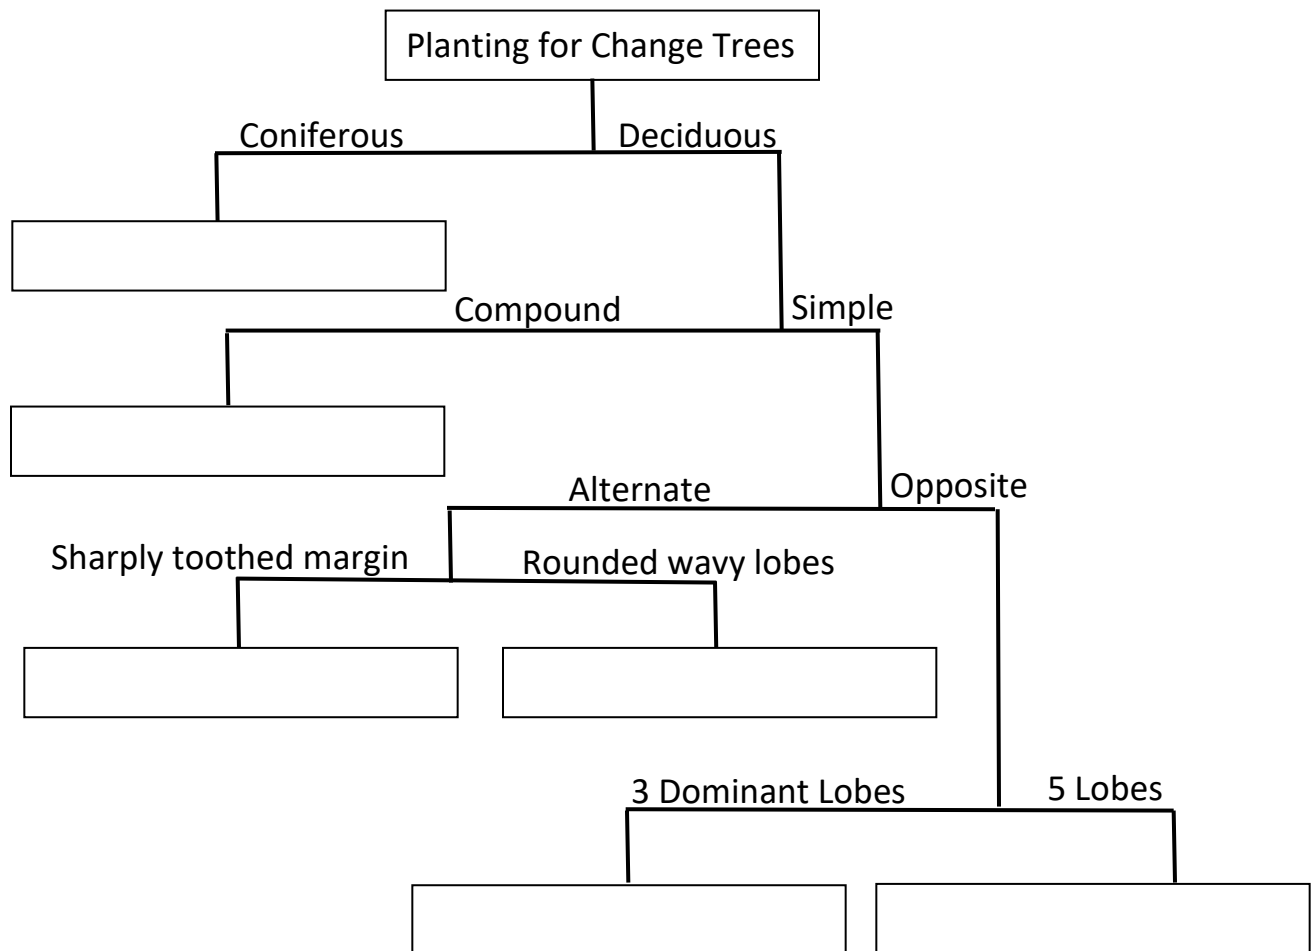 Planting for Change Trees
Coniferous
Deciduous
Compound
Simple
Alternate
Opposite
Sharply toothed margin
Rounded wavy lobes
3 Dominant Lobes
5 Lobes